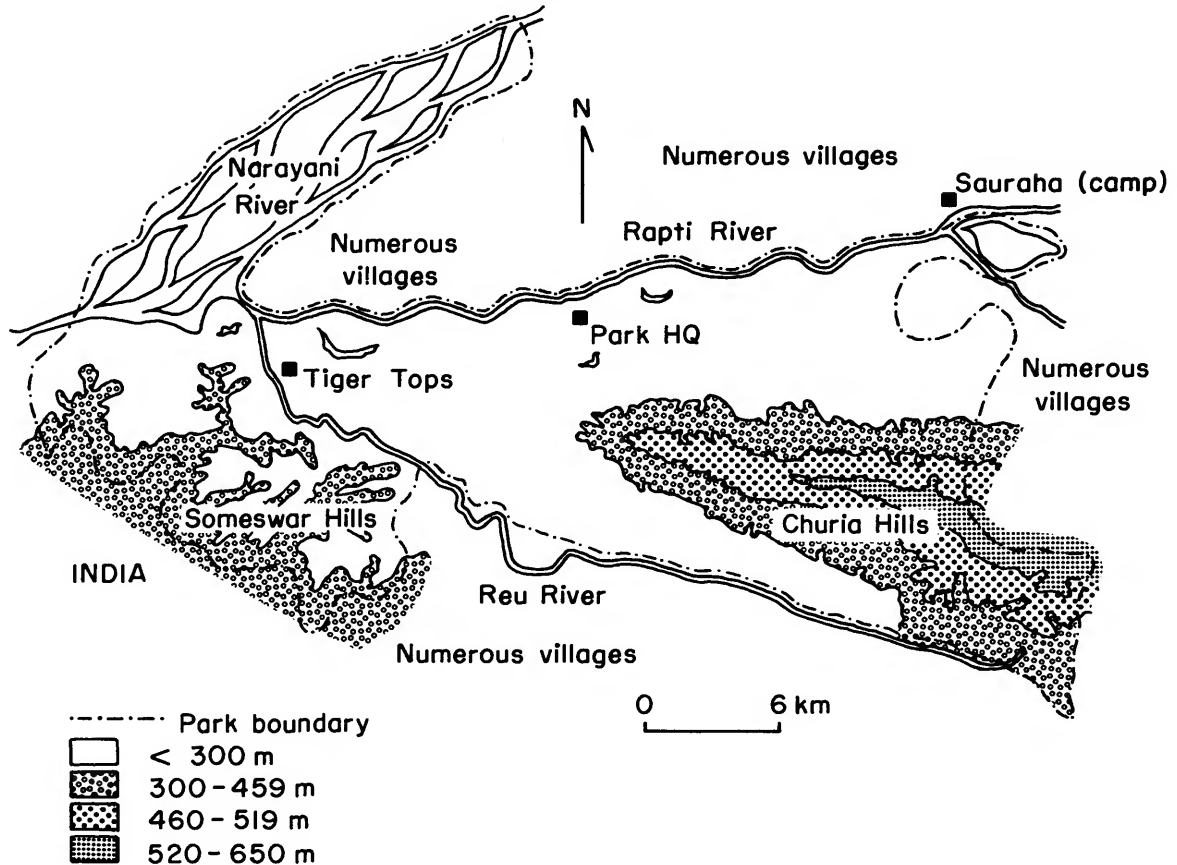 N
Narayani
River
Numerous villages
Sauraha (camp)
Numerous
villages
Rapti River
Park HQ
Tiger Tops
Numerous
villages
Someswar Hills
Churia Hills
INDIA
Reu River
Numerous villages
0 6 km
Park boundary
< 300 m
300-459 m
460-519 m
520-650 m